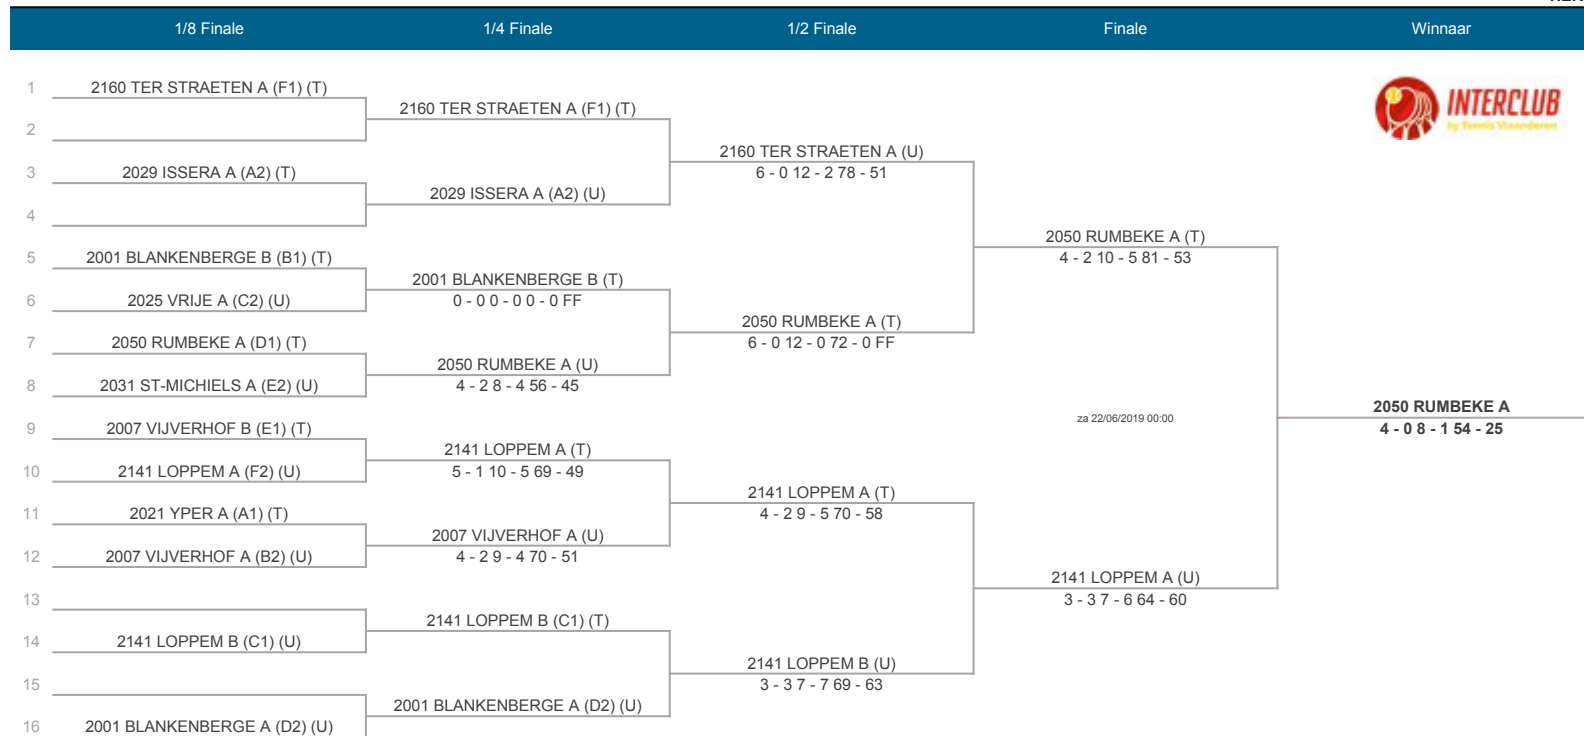 1/8 Finale
1/4 Finale
1/2 Finale
Finale
Winnaar
INTERCLUB
by Tennis Vlaanderen
1
2160 TER STRAETEN A (F1) (T)
2160 TER STRAETEN A (F1) (T)
2
2160 TER STRAETEN A (U)
6 - 0 12 - 2 78 - 51
3
2029 ISSERA A (A2) (T)
2029 ISSERA A (A2) (U)
4
2050 RUMBEKE A (T)
4 - 2 10 - 5 81 - 53
5
2001 BLANKENBERGE B (B1) (T)
2001 BLANKENBERGE B (T)
0 - 0 0 - 0 0 - 0 FF
6
2025 VRIJE A (C2) (U)
2050 RUMBEKE A (T)
6 - 0 12 - 0 72 - 0 FF
7
2050 RUMBEKE A (D1) (T)
2050 RUMBEKE A (U)
4 - 2 8 - 4 56 - 45
8
2031 ST-MICHIELS A (E2) (U)
za 22/06/2019 00:00
2050 RUMBEKE A
4 - 0 8 - 1 54 - 25
9
2007 VIJVERHOF B (E1) (T)
2141 LOPPEM A (T)
5 - 1 10 - 5 69 - 49
10
2141 LOPPEM A (F2) (U)
2141 LOPPEM A (T)
4 - 2 9 - 5 70 - 58
11
2021 YPER A (A1) (T)
2007 VIJVERHOF A (U)
4 - 2 9 - 4 70 - 51
12
2007 VIJVERHOF A (B2) (U)
2141 LOPPEM A (U)
3 - 3 7 - 6 64 - 60
13
2141 LOPPEM B (C1) (T)
14
2141 LOPPEM B (C1) (U)
2141 LOPPEM B (U)
3 - 3 7 - 7 69 - 63
15
2001 BLANKENBERGE A (D2) (U)
16
2001 BLANKENBERGE A (D2) (U)